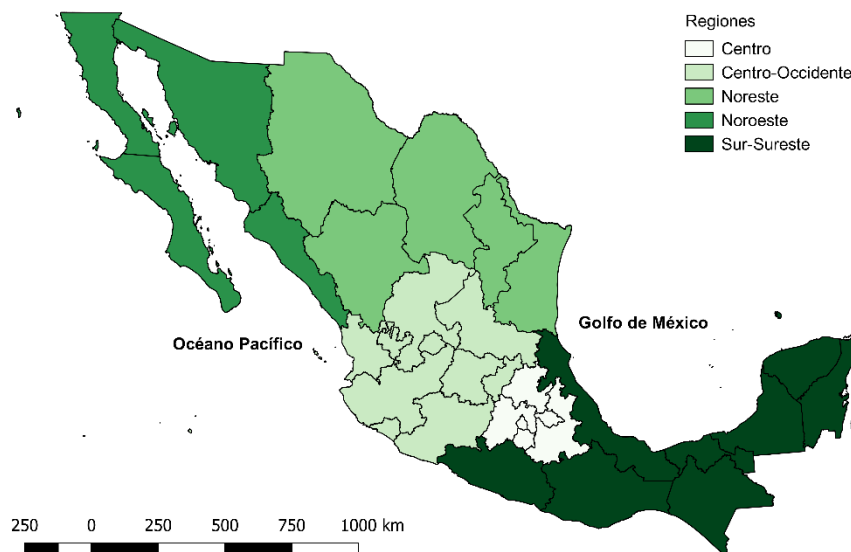 Regiones
Centro
Centro-Occidente
Noreste
Noroeste
Sur-Sureste
Golfo de México
Océano Pacífico
250 0 250 500 750 1000 km